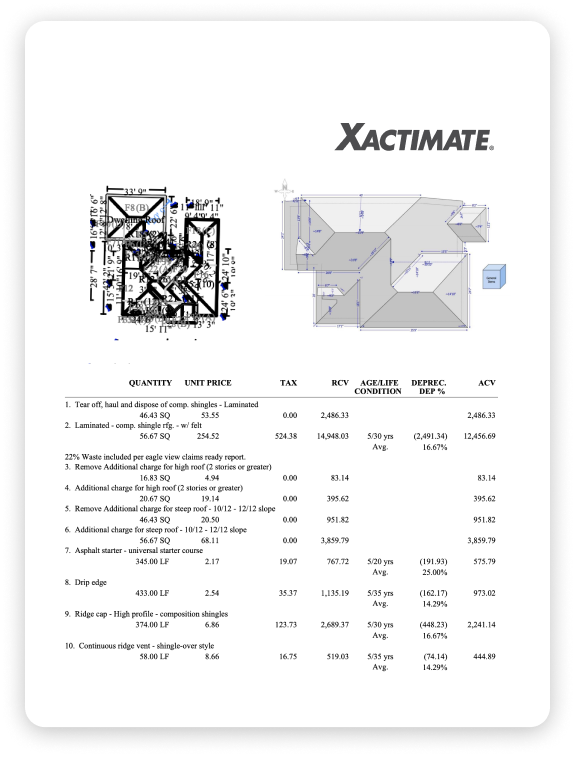 XACTIMATE®
33' 9"
F8 (B)
Dwelling Roof
28' 7"
15' 11"
QUANTITY UNIT PRICE TAX RCV AGE/LIFE DEPREC. ACV
CONDITION DEP %
1. Tear off, haul and dispose of comp. shingles - Laminated
46.43 SQ 53.55 0.00 2,486.33 2,486.33
2. Laminated - comp. shingle rfg. - w/ felt
56.67 SQ 254.52 524.38 14,948.03 5/30 yrs (2,491.34) 12,456.69
Avg. 16.67%
22% Waste included per eagle view claims ready report.
3. Remove Additional charge for high roof (2 stories or greater)
16.83 SQ 4.94 0.00 83.14 83.14
4. Additional charge for high roof (2 stories or greater)
20.67 SQ 19.14 0.00 395.62 395.62
5. Remove Additional charge for steep roof - 10/12 - 12/12 slope
46.43 SQ 20.50 0.00 951.82 951.82
6. Additional charge for steep roof - 10/12 - 12/12 slope
56.67 SQ 68.11 0.00 3,859.79 3,859.79
7. Asphalt starter - universal starter course
345.00 LF 2.17 19.07 767.72 5/20 yrs (191.93) 575.79
Avg. 25.00%
8. Drip edge
433.00 LF 2.54 35.37 1,135.19 5/35 yrs (162.17) 973.02
Avg. 14.29%
9. Ridge cap - High profile - composition shingles
374.00 LF 6.86 123.73 2,689.37 5/30 yrs (448.23) 2,241.14
Avg. 16.67%
10. Continuous ridge vent - shingle-over style
58.00 LF 8.66 16.75 519.03 5/35 yrs (74.14) 444.89
Avg. 14.29%